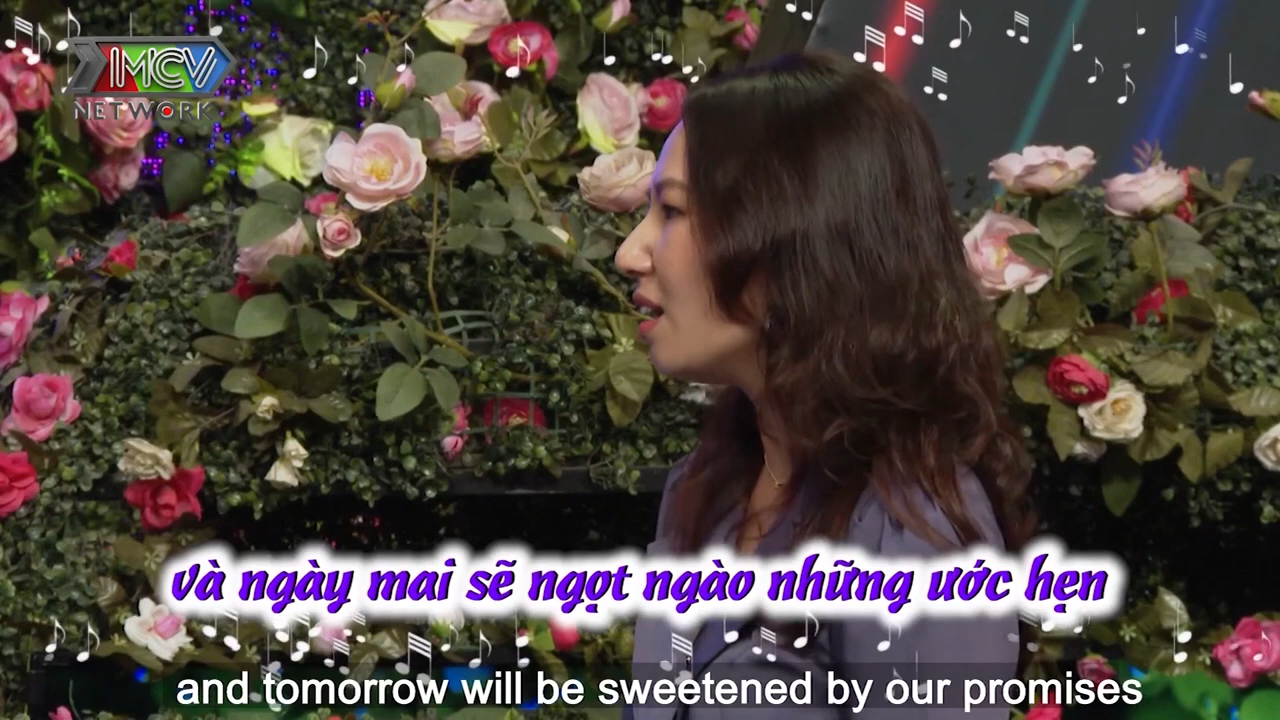 MCV
NETWORK
và ngày mai sẽ ngọt ngào những ước hẹn
and tomorrow will be sweetened by our promises